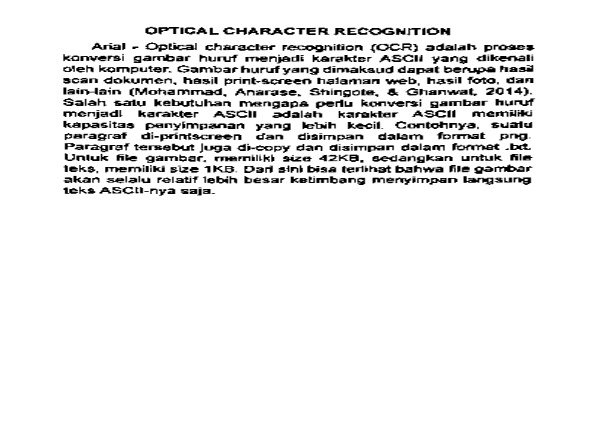 OPTICAL CHARACTER RECOGNITION
Arial - Optical character recognition (OCR) adalah proses
konversi gambar huruf menjadi karakter ASCII yang dikenali
oleh komputer. Gambar huruf yang dimaksud dapat berupa hasil
scan dokumen, hasil print-screen halaman web, hasil foto, dan
lain-lain (Mohammad, Anarase, Shingote, & Ghanwat, 2014).
Salah satu kebutuhan mengapa perlu konversi gambar huruf
menjadi karakter ASCII adalah karakter ASCII memiliki
kapasitas penyimpanan yang lebih kecil. Contohnya, suatu
paragraf di-printscreen dan disimpan dalam format png.
Paragraf tersebut juga di-copy dan disimpan dalam format .txt.
Untuk file gambar, memiliki size 42KB, sedangkan untuk file
teks, memiliki size 1KB. Dari sini bisa terlihat bahwa file gambar
akan selalu relatif lebih besar ketimbang menyimpan langsung
teks ASCII-nya saja.